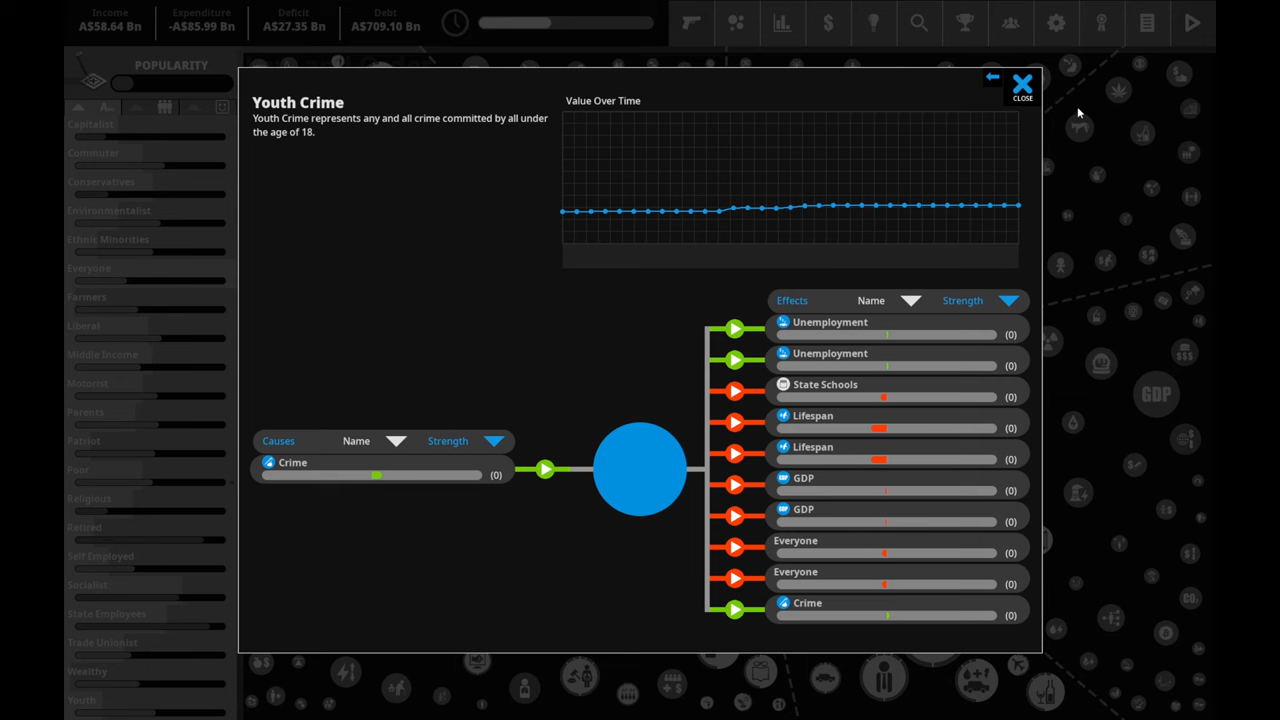 Income
A$58.64 Bn
Expenditure
-A$85.99 Bn
Deficit
A$27.35 Bn
Debt
A$709.10 Bn
POPULARITY
Capitalist
Commuter
Conservatives
Environmentalist
Ethnic Minorities
Everyone
Farmers
Liberal
Middle Income
Motorist
Parents
Patriot
Poor
Religious
Retired
Self Employed
Socialist
State Employees
Trade Unionist
Wealthy
Youth
CLOSE
Youth Crime
Youth Crime represents any and all crime committed by all under
the age of 18.
Value Over Time
Causes Name Strength
Crime
(0)
Effects Name Strength
Unemployment
(0)
Unemployment
(0)
State Schools
(0)
Lifespan
(0)
Lifespan
(0)
GDP
(0)
GDP
(0)
Everyone
(0)
Everyone
(0)
Crime
(0)
GDP